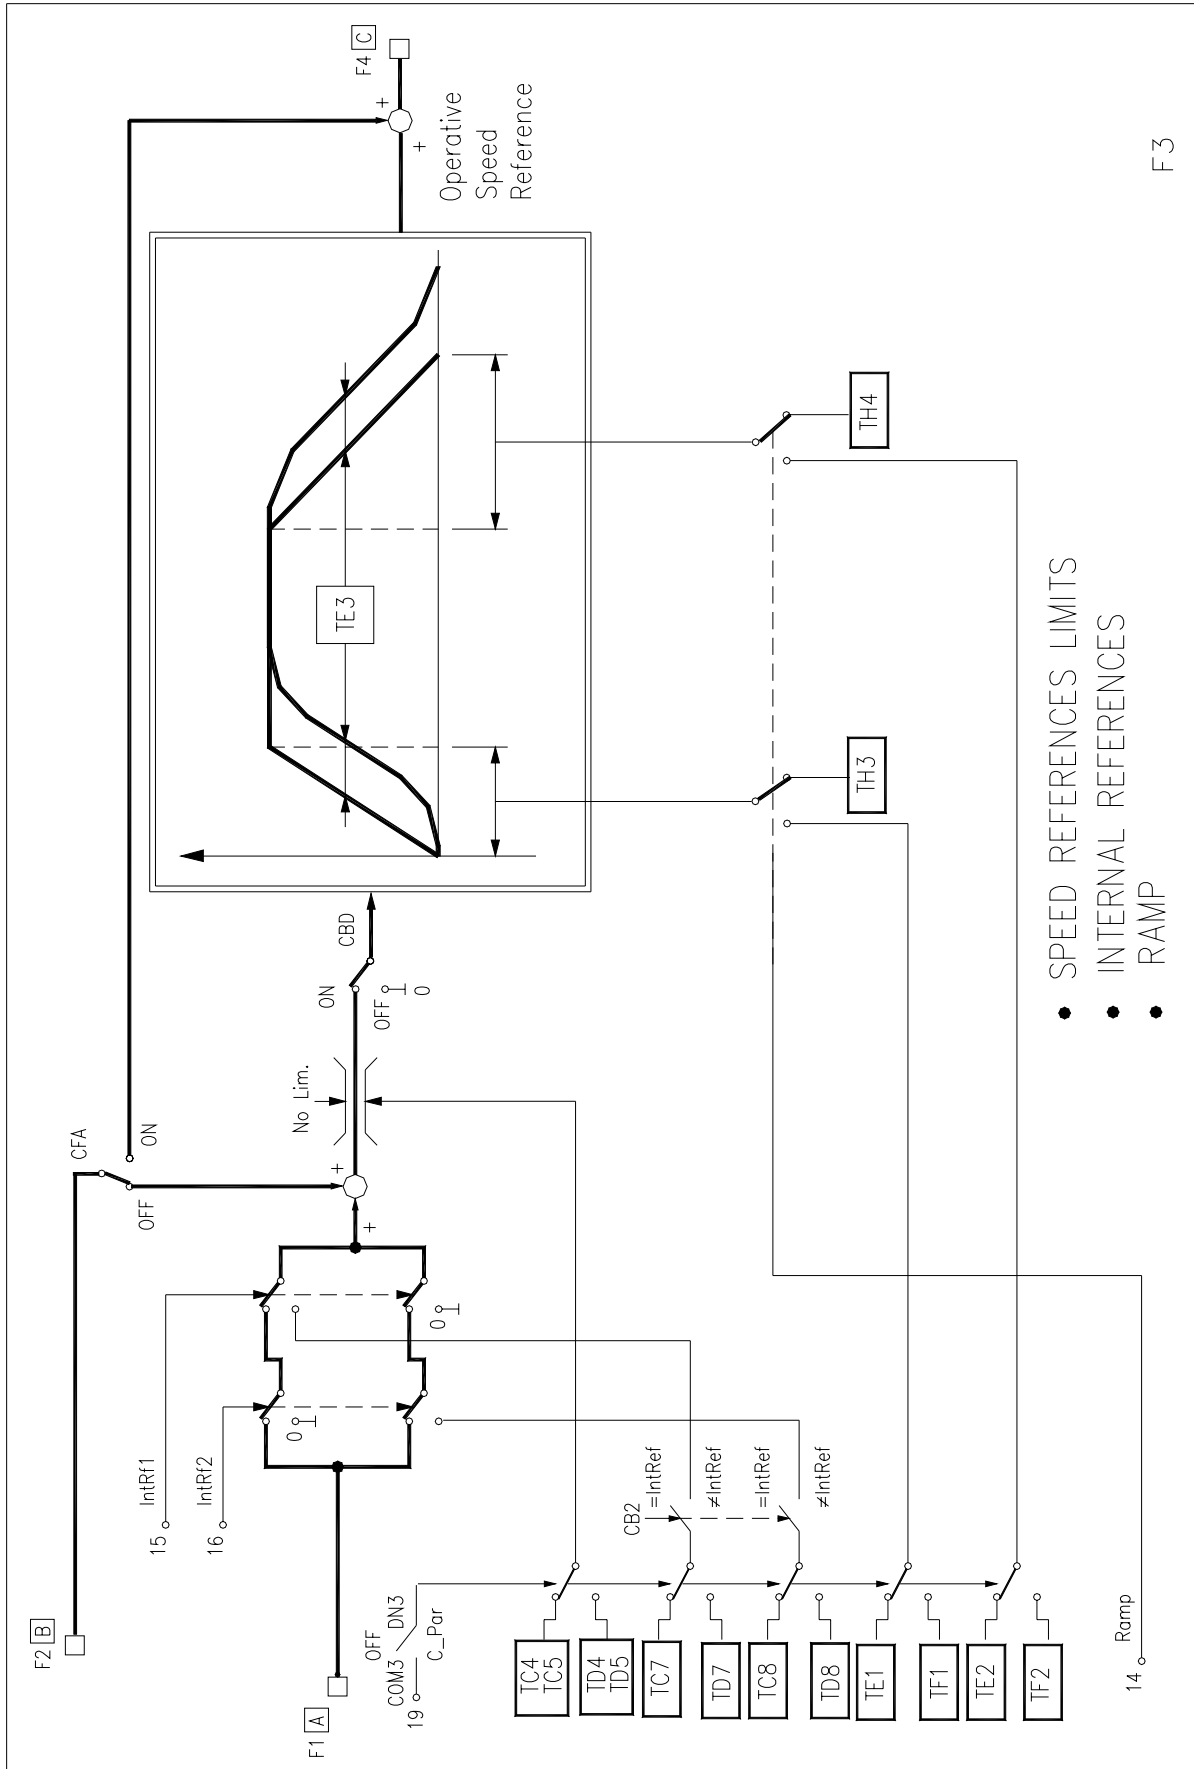 F2 B
CFA
ON
OFF
+
+
F4 C
Operative
Speed
Reference
15 IntRf1
16 IntRf2
0
0
+
+
No Lim.
ON
OFF
0
CBD
TE3
F1 A
OFF
COM3 DN3
19 C_Par
CB2
=IntRef
≠IntRef
=IntRef
≠IntRef
TC4
TC5
TD4
TD5
TC7
TD7
TC8
TD8
TE1
TF1
TE2
TF2
14 Ramp
TH3
TH4
SPEED REFERENCES LIMITS
INTERNAL REFERENCES
RAMP
F3